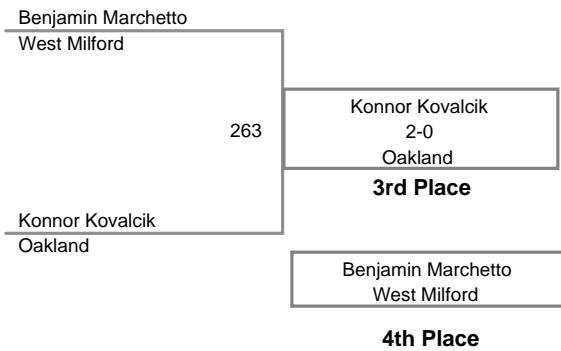 Benjamin Marchetto
West Milford
263
Konnor Kovalcik
2-0
Oakland
3rd Place
Konnor Kovalcik
Oakland
Benjamin Marchetto
West Milford
4th Place